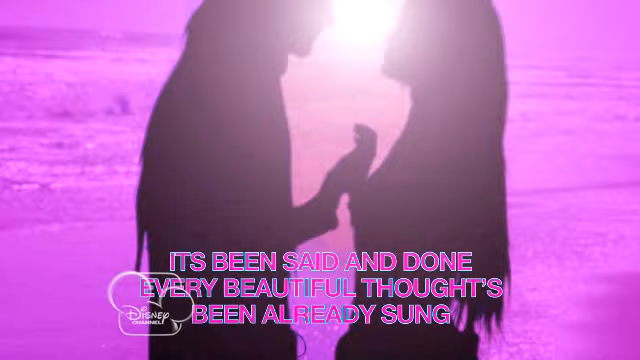 ITS BEEN SAID AND DONE
EVERY BEAUTIFUL THOUGHT'S
BEEN ALREADY SUNG
Disney
CHANNEL